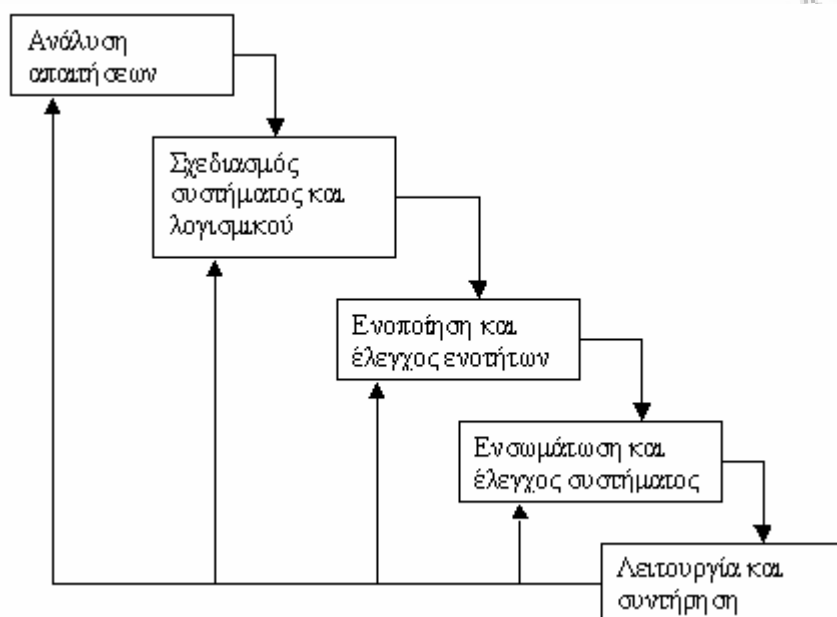 Ανάλυση
απαιτήσεων
Σχεδιασμός
συστήματος και
λογισμικού
Ενοποίηση και
έλεγχος ενοτήτων
Ενσωμάτωση και
έλεγχος συστήματος
Λειτουργία και
συντήρηση